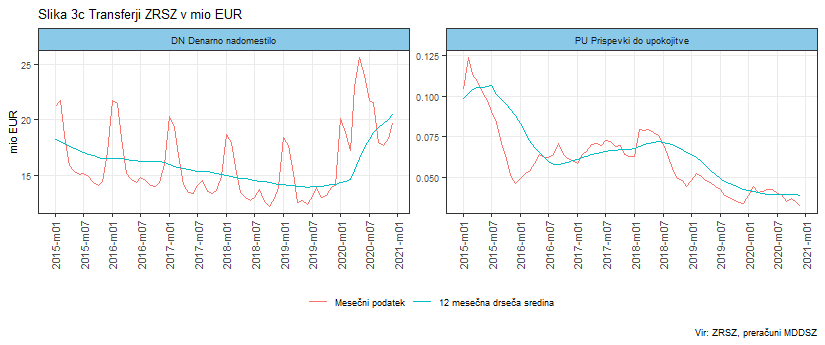 Slika 3c Transferji ZRSZ v mio EUR
DN Denarno nadomestilo
PU Prispevki do upokojitve
mio EUR
25
20
15
0.125
0.100
0.075
0.050
2015-m01
2015-m07
2016-m01
2016-m07
2017-m01
2017-m07
2018-m01
2018-m07
2019-m01
2019-m07
2020-m01
2020-m07
2021-m01
2015-m01
2015-m07
2016-m01
2016-m07
2017-m01
2017-m07
2018-m01
2018-m07
2019-m01
2019-m07
2020-m01
2020-m07
2021-m01
Mesečni podatek
12 mesečna drseča sredina
Vir: ZRSZ, preračuni MDDSZ